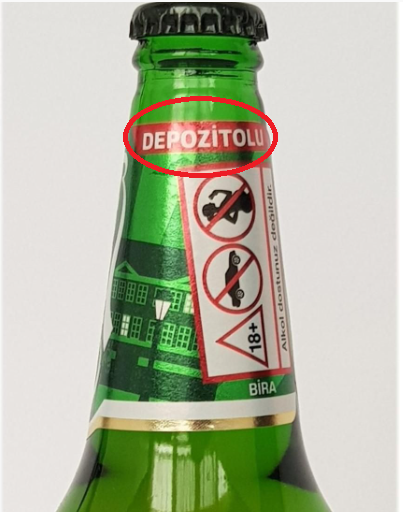 DEPOZİTOLU
18+
Alkol dostunuz değildir.
BİRA